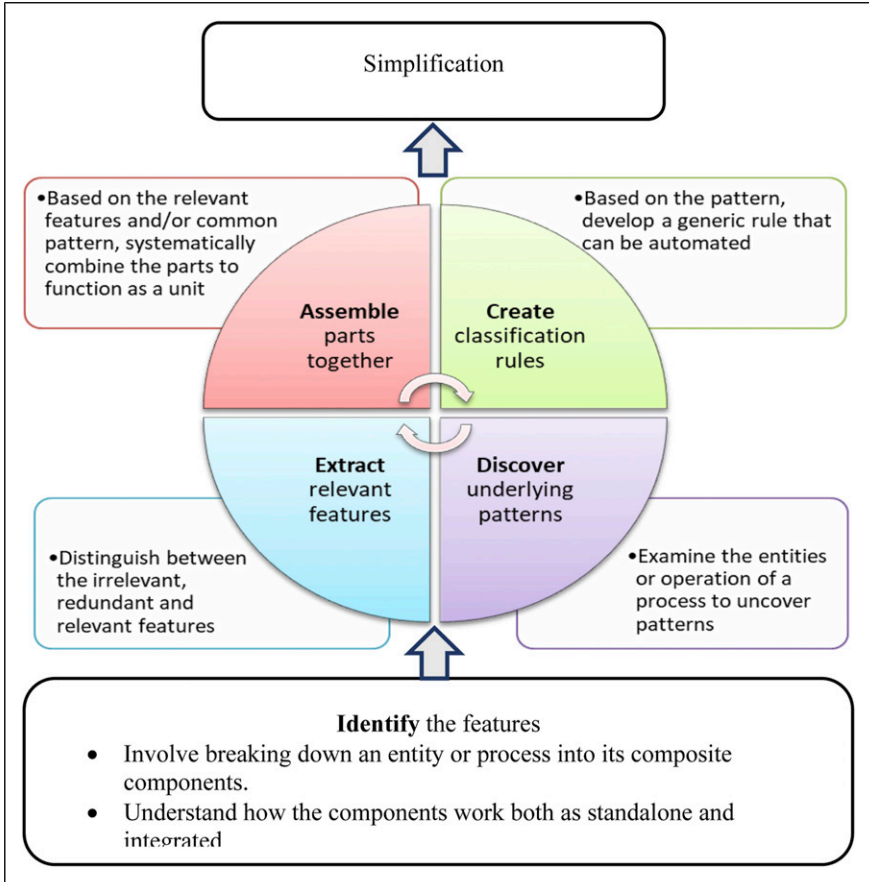 Simplification
•Based on the relevant
features and/or common
pattern, systematically
combine the parts to
function as a unit
•Based on the pattern,
develop a generic rule that
can be automated
Assemble
parts
together
Create
classification
rules
Extract
relevant
features
Discover
underlying
patterns
•Distinguish between
the irrelevant,
redundant and
relevant features
•Examine the entities
or operation of a
process to uncover
patterns
Identify the features
• Involve breaking down an entity or process into its composite
components.
• Understand how the components work both as standalone and
integrated